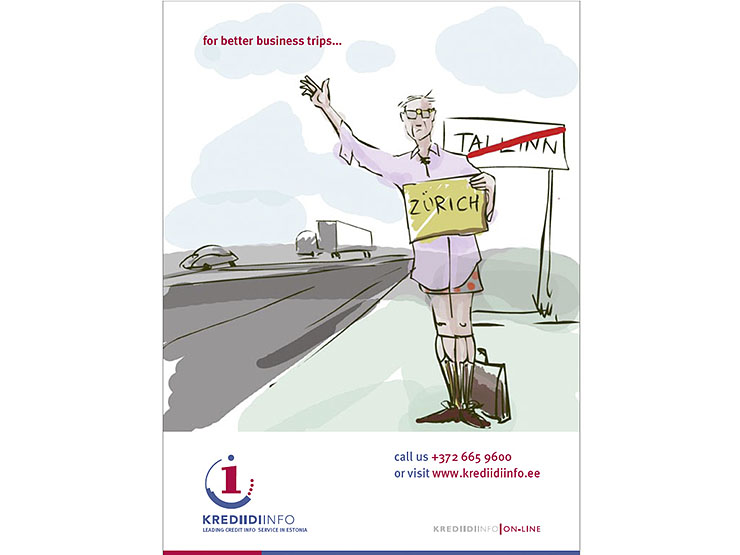 for better business trips...
TALLINN
ZÜRICH
call us +372 665 9600
or visit www.krediidiinfo.ee
i
KREDIIDIINFO
LEADING CREDIT INFO SERVICE IN ESTONIA
KREDIIDIINFO|ON-LINE